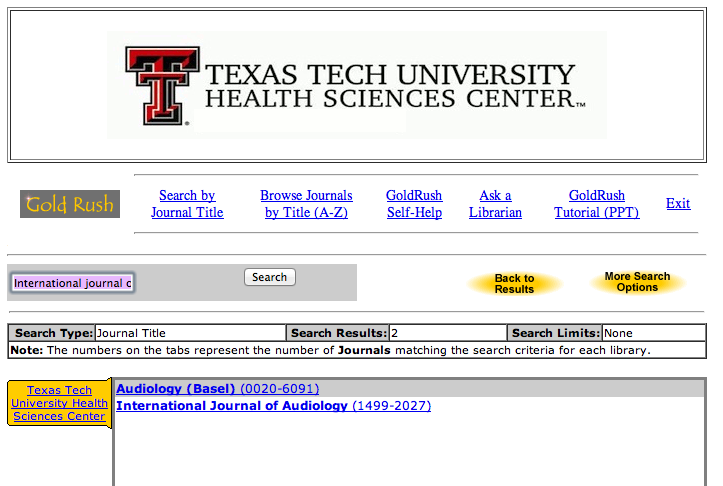 TEXAS TECH UNIVERSITY
HEALTH SCIENCES CENTER™
Gold Rush
Search by
Journal Title
Browse Journals
by Title (A-Z)
GoldRush
Self-Help
Ask a
Librarian
GoldRush
Tutorial (PPT)
Exit
International journal o
Search
Back to
Results
More Search
Options
Search Type: Journal Title Search Results: 2 Search Limits: None
Note: The numbers on the tabs represent the number of Journals matching the search criteria for each library.
Texas Tech
University Health
Sciences Center
Audiology (Basel) (0020-6091)
International Journal of Audiology (1499-2027)